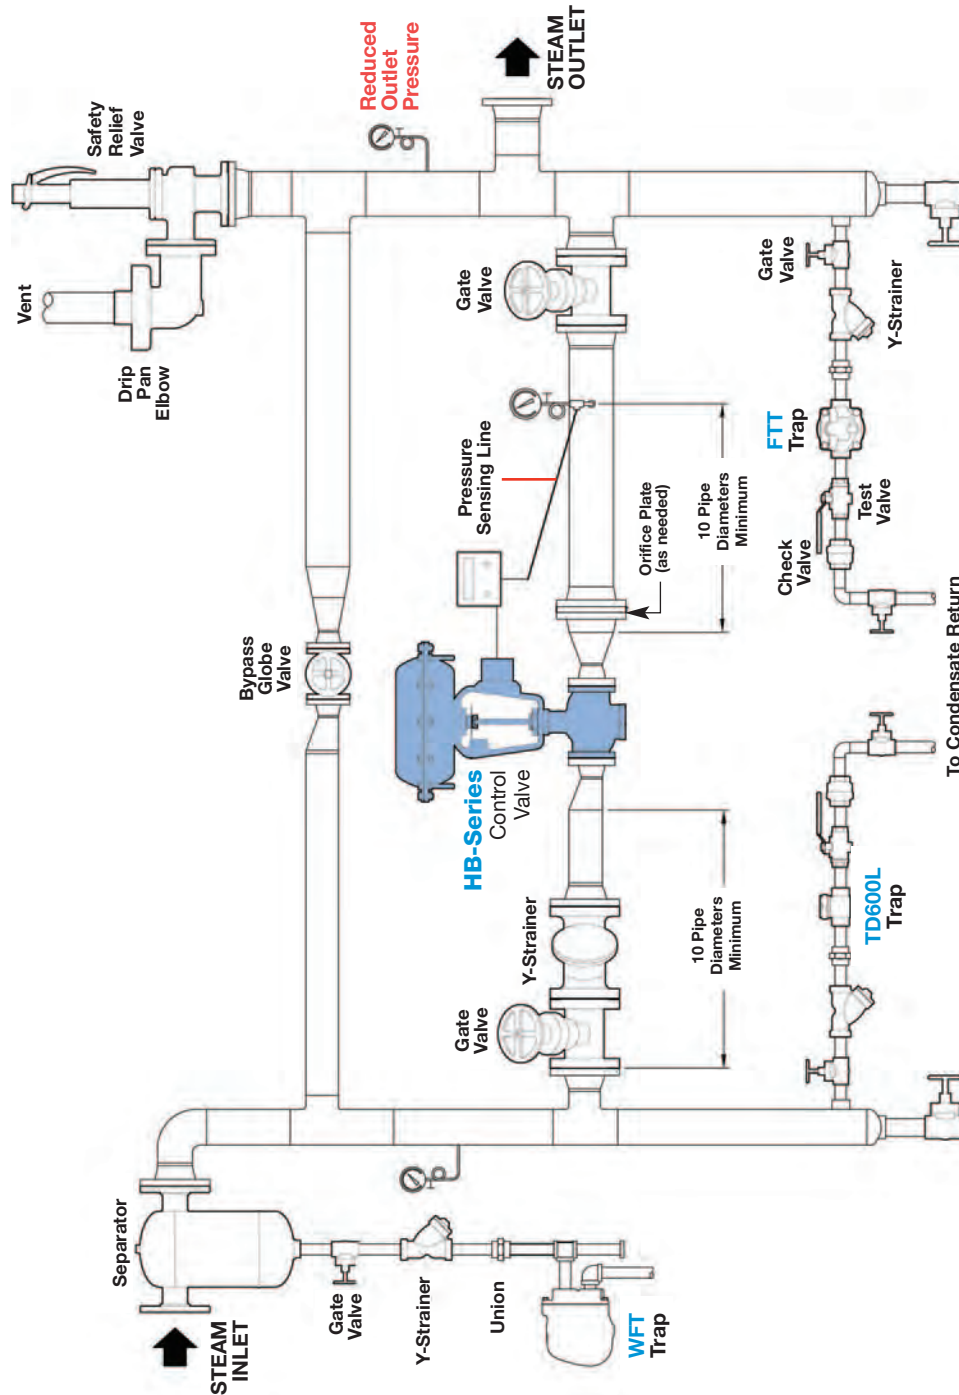 STEAM
INLET
Separator
Gate
Valve
Y-Strainer
Union
WFT
Trap
Gate
Valve
Y-Strainer
10 Pipe
Diameters
Minimum
TD600L
Trap
HB-Series
Control
Valve
Bypass
Globe
Valve
To Condensate Return
Pressure
Sensing Line
Orifice Plate
(as needed)
10 Pipe
Diameters
Minimum
Check
Valve
Test
Valve
FTT
Trap
Y-Strainer
Gate
Valve
Gate
Valve
Drip
Pan
Elbow
Vent
Safety
Relief
Valve
Reduced
Outlet
Pressure
STEAM
OUTLET